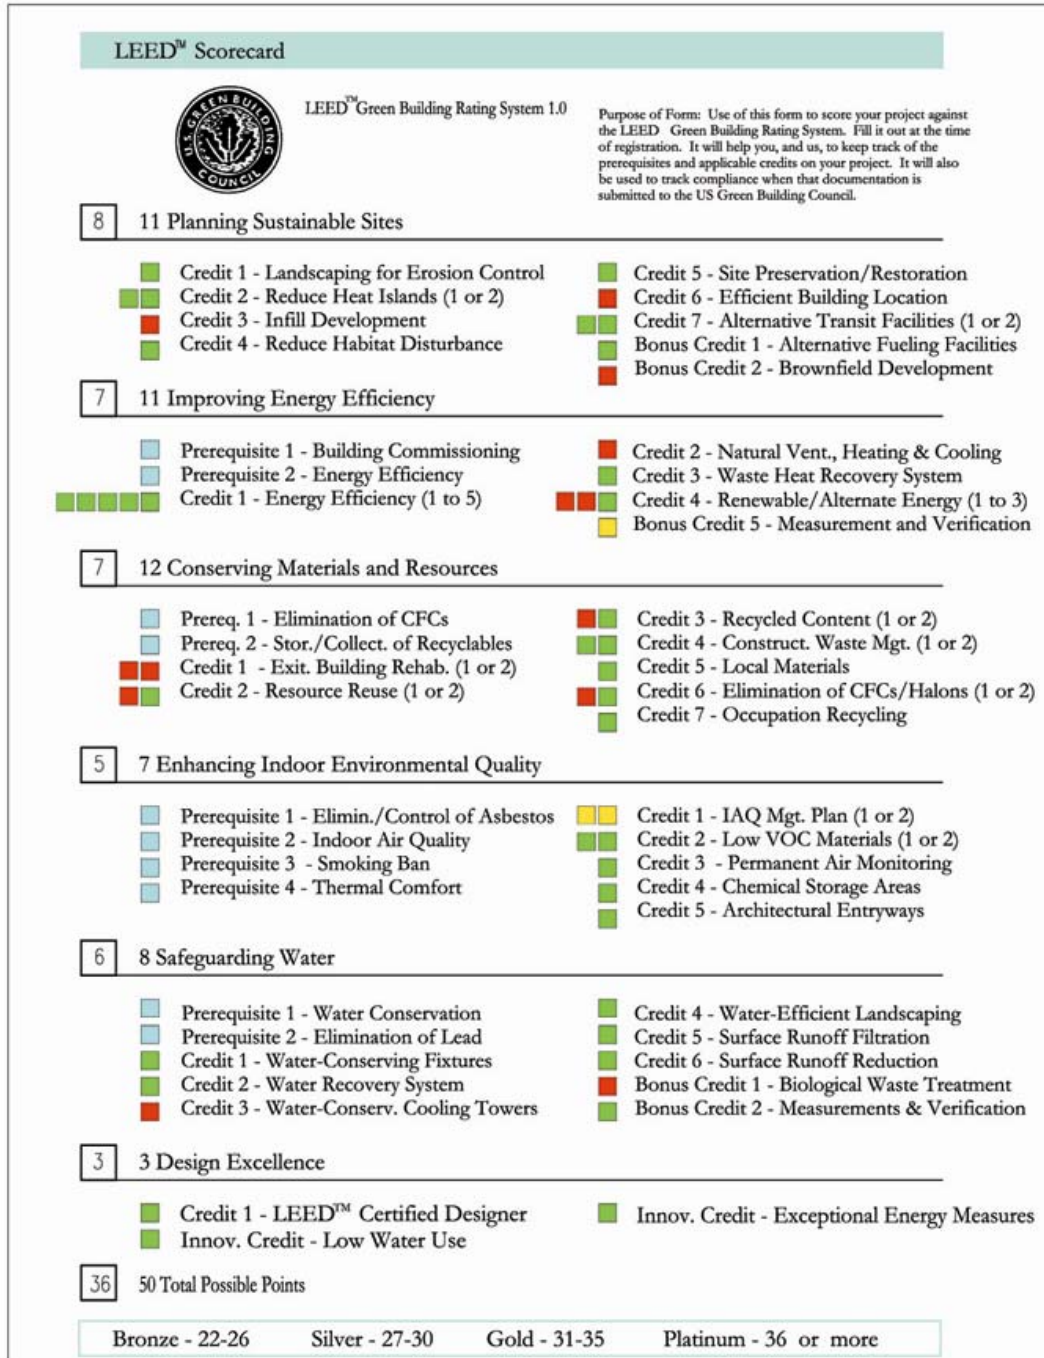 LEED™ Scorecard
U.S. GREEN BUILDING COUNCIL
LEED™Green Building Rating System 1.0
Purpose of Form: Use of this form to score your project against
the LEED Green Building Rating System. Fill it out at the time
of registration. It will help you, and us, to keep track of the
prerequisites and applicable credits on your project. It will also
be used to track compliance when that documentation is
submitted to the US Green Building Council.
8 11 Planning Sustainable Sites
Credit 1 - Landscaping for Erosion Control
Credit 2 - Reduce Heat Islands (1 or 2)
Credit 3 - Infill Development
Credit 4 - Reduce Habitat Disturbance
Credit 5 - Site Preservation/Restoration
Credit 6 - Efficient Building Location
Credit 7 - Alternative Transit Facilities (1 or 2)
Bonus Credit 1 - Alternative Fueling Facilities
Bonus Credit 2 - Brownfield Development
7 11 Improving Energy Efficiency
Prerequisite 1 - Building Commissioning
Prerequisite 2 - Energy Efficiency
Credit 1 - Energy Efficiency (1 to 5)
Credit 2 - Natural Vent., Heating & Cooling
Credit 3 - Waste Heat Recovery System
Credit 4 - Renewable/Alternate Energy (1 to 3)
Bonus Credit 5 - Measurement and Verification
7 12 Conserving Materials and Resources
Prereq. 1 - Elimination of CFCs
Prereq. 2 - Stor./Collect. of Recyclables
Credit 1 - Exit. Building Rehab. (1 or 2)
Credit 2 - Resource Reuse (1 or 2)
Credit 3 - Recycled Content (1 or 2)
Credit 4 - Construct. Waste Mgt. (1 or 2)
Credit 5 - Local Materials
Credit 6 - Elimination of CFCs/Halons (1 or 2)
Credit 7 - Occupation Recycling
5 7 Enhancing Indoor Environmental Quality
Prerequisite 1 - Elimin./Control of Asbestos
Prerequisite 2 - Indoor Air Quality
Prerequisite 3 - Smoking Ban
Prerequisite 4 - Thermal Comfort
Credit 1 - IAQ Mgt. Plan (1 or 2)
Credit 2 - Low VOC Materials (1 or 2)
Credit 3 - Permanent Air Monitoring
Credit 4 - Chemical Storage Areas
Credit 5 - Architectural Entryways
6 8 Safeguarding Water
Prerequisite 1 - Water Conservation
Prerequisite 2 - Elimination of Lead
Credit 1 - Water-Conserving Fixtures
Credit 2 - Water Recovery System
Credit 3 - Water-Conserv. Cooling Towers
Credit 4 - Water-Efficient Landscaping
Credit 5 - Surface Runoff Filtration
Credit 6 - Surface Runoff Reduction
Bonus Credit 1 - Biological Waste Treatment
Bonus Credit 2 - Measurements & Verification
3 3 Design Excellence
Credit 1 - LEED™ Certified Designer
Innov. Credit - Low Water Use
Innov. Credit - Exceptional Energy Measures
36 50 Total Possible Points
Bronze - 22-26 Silver - 27-30 Gold - 31-35 Platinum - 36 or more